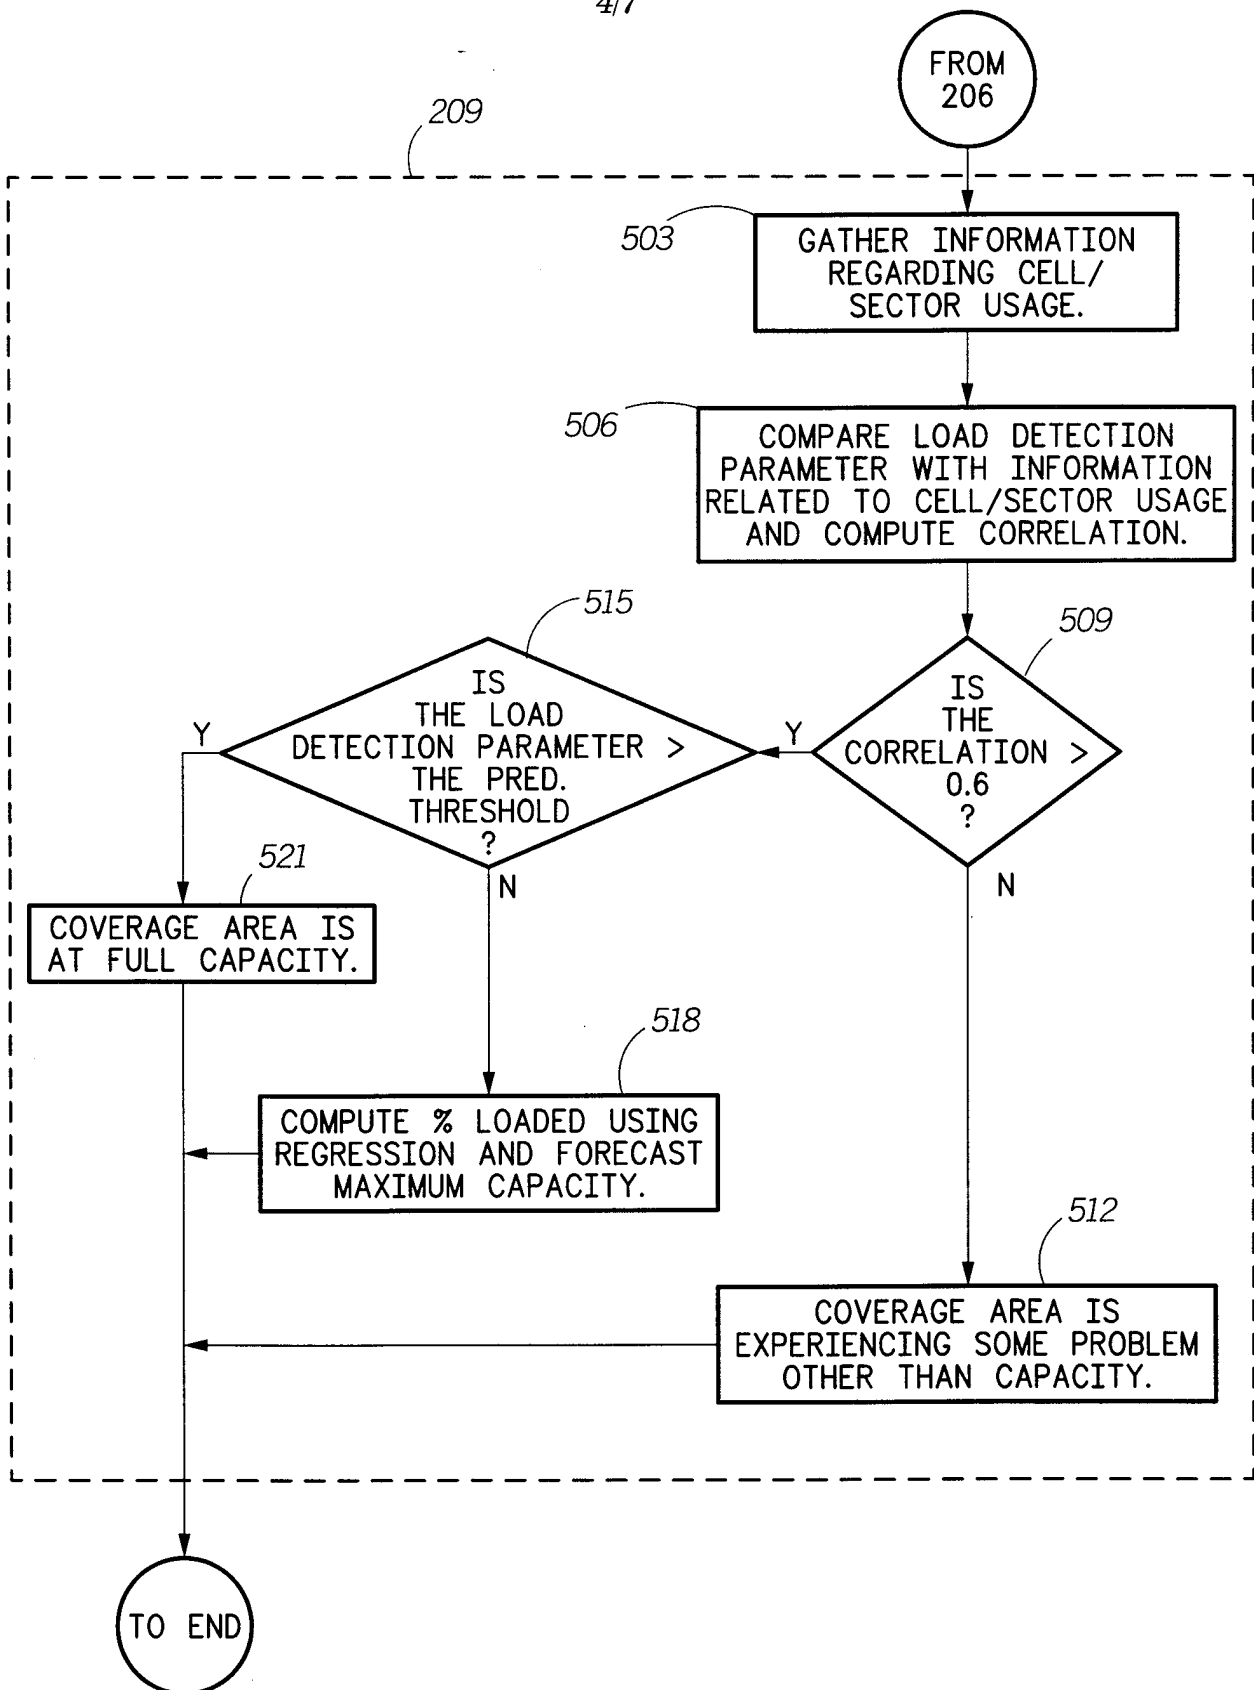 4/7
FROM
206
209
503
GATHER INFORMATION
REGARDING CELL/
SECTOR USAGE.
506
COMPARE LOAD DETECTION
PARAMETER WITH INFORMATION
RELATED TO CELL/SECTOR USAGE
AND COMPUTE CORRELATION.
509
IS
THE
CORRELATION >
0.6
?
Y
N
515
IS
THE LOAD
DETECTION PARAMETER >
THE PRED.
THRESHOLD
?
Y
N
521
COVERAGE AREA IS
AT FULL CAPACITY.
518
COMPUTE % LOADED USING
REGRESSION AND FORECAST
MAXIMUM CAPACITY.
512
COVERAGE AREA IS
EXPERIENCING SOME PROBLEM
OTHER THAN CAPACITY.
TO END